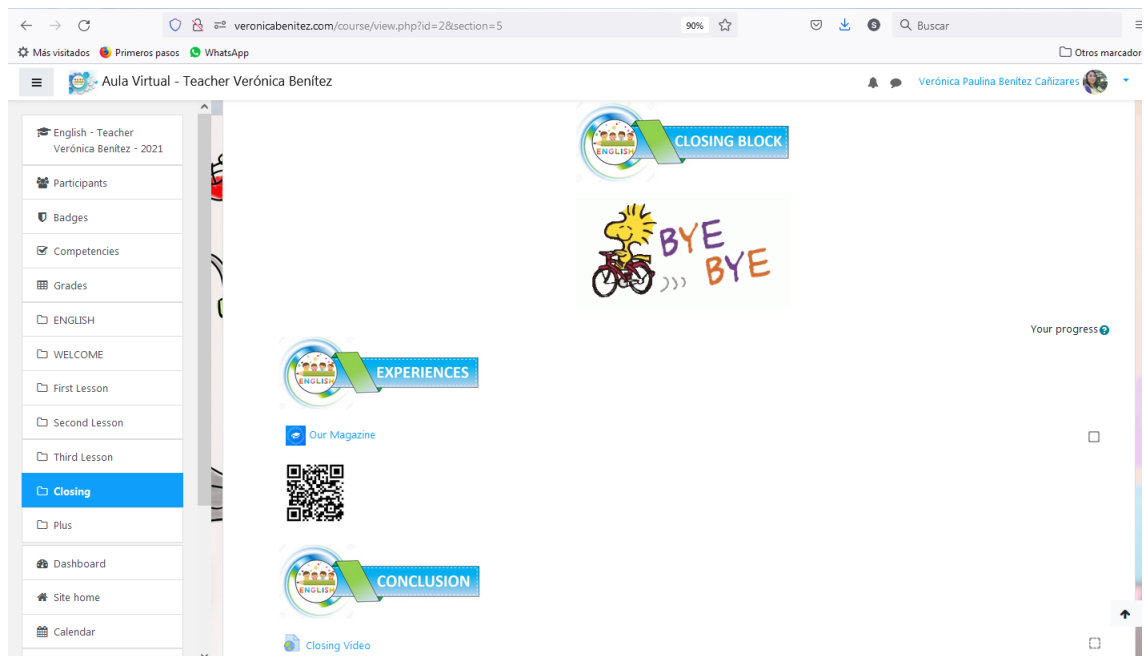 veronicabenitez.com/course/view.php?id=2&section=5
90%
S
Buscar
Más visitados
Primeros pasos
WhatsApp
Otros marcador
Aula Virtual - Teacher Verónica Benítez
Verónica Paulina Benítez Cañizares
English - Teacher
Verónica Benítez - 2021
Participants
Badges
Competencies
Grades
ENGLISH
WELCOME
First Lesson
Second Lesson
Third Lesson
Closing
Plus
Dashboard
Site home
Calendar
ENGLISH
CLOSING BLOCK
BYE
BYE
Your progress
ENGLISH
EXPERIENCES
Our Magazine
ENGLISH
CONCLUSION
Closing Video